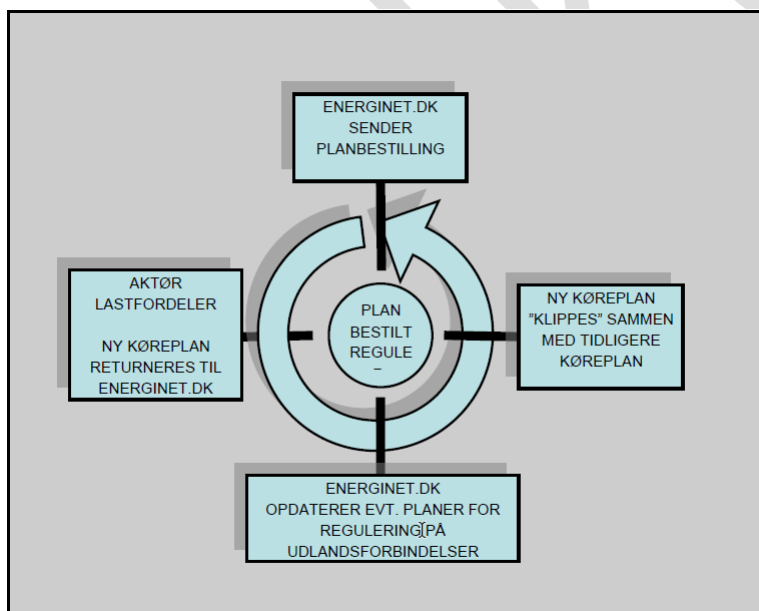 ENERGINET.DK
SENDER
PLANBESTILLING
AKTØR
LASTFORDELER
NY KØREPLAN
RETURNERES TIL
ENERGINET.DK
PLAN
BESTILT
REGULE
NY KØREPLAN
”KLIPPES” SAMMEN
MED TIDLIGERE
KØREPLAN
ENERGINET.DK
OPDATERER EVT. PLANER FOR
REGULERING PÅ
UDLANDSFORBINDELSER